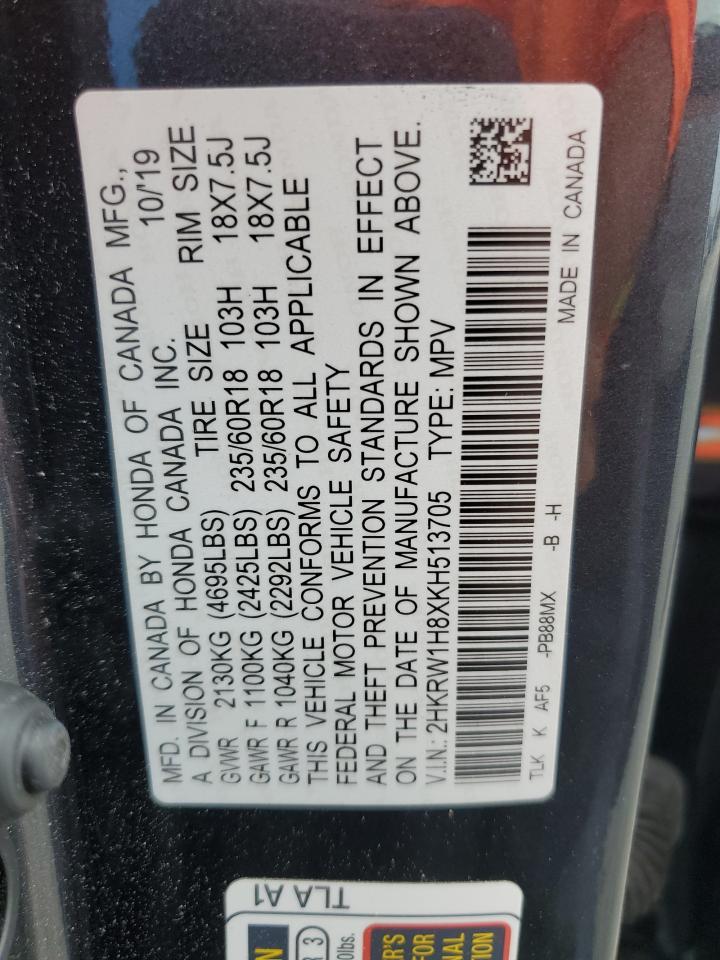 MFD. IN CANADA BY HONDA OF CANADA MFG.,
A DIVISION OF HONDA CANADA INC. 10/'19
GVWR 2130KG (4695LBS) TIRE SIZE RIM SIZE
GAWR F 1100KG (2425LBS) 235/60R18 103H 18X7.5J
GAWR R 1040KG (2292LBS) 235/60R18 103H 18X7.5J
THIS VEHICLE CONFORMS TO ALL APPLICABLE
FEDERAL MOTOR VEHICLE SAFETY
AND THEFT PREVENTION STANDARDS IN EFFECT
ON THE DATE OF MANUFACTURE SHOWN ABOVE.
V.I.N.: 2HKRW1H8XKH513705 TYPE: MPV
TLK K AF5 -PB88MX -B -H MADE IN CANADA
TLA A1